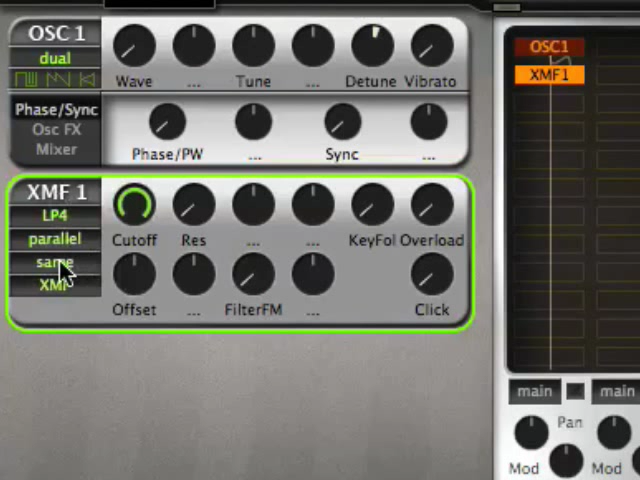 OSC 1
dual
Wave ... Tune ... Detune Vibrato
Phase/Sync
Osc FX
Mixer
Phase/PW ... Sync ...
XMF 1
LP4
parallel
same
XMF
Cutoff Res ... ... KeyFol Overload
Offset ... FilterFM ... Click
OSC1
XMF1
main main
Pan
Mod Mod